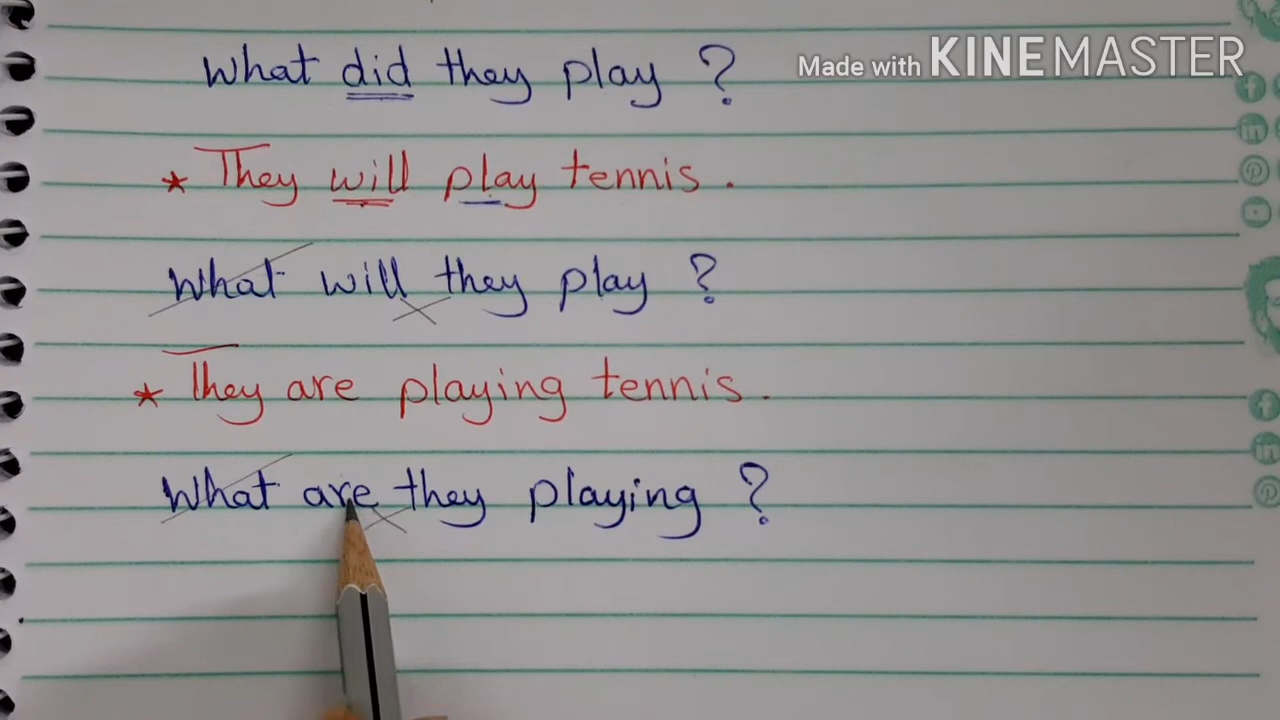 What did they play ?
Made with KINEMASTER
* They will play tennis .
What will they play ?
* They are playing tennis .
What are they playing ?